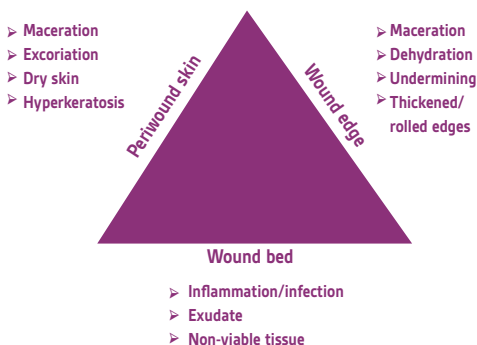 ➢ Maceration
➢ Excoriation
➢ Dry skin
➢ Hyperkeratosis
Periwound skin
Wound edge
➢ Maceration
➢ Dehydration
➢ Undermining
➢ Thickened/
rolled edges
Wound bed
➢ Inflammation/infection
➢ Exudate
➢ Non-viable tissue